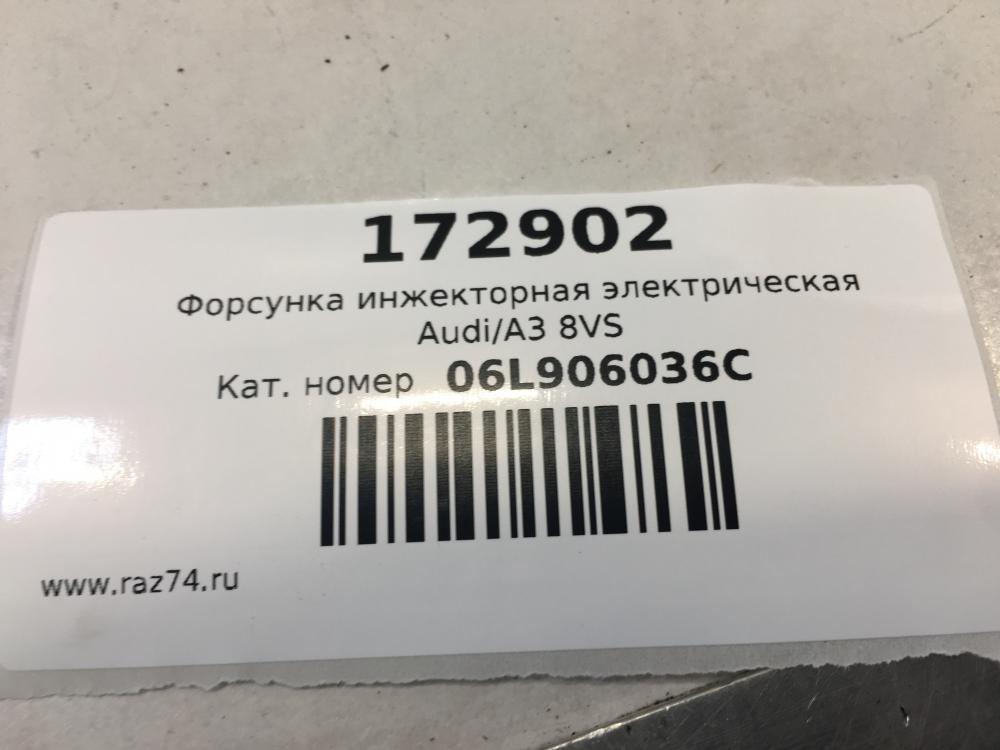 172902
Форсунка инжекторная электрическая
Audi/A3 8VS
Кат. номер 06L906036C
www.raz74.ru